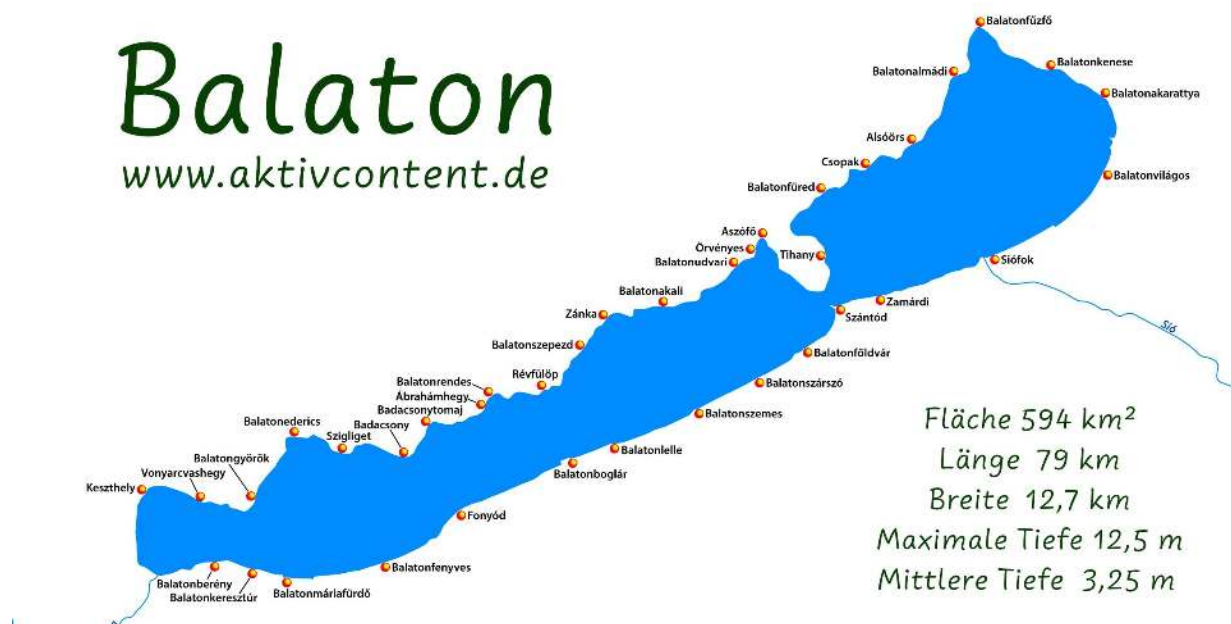 Balaton
www.aktivcontent.de
Balatonfűzfő
Balatonalmádi
Balatonkenese
Balatonakarattya
Alsóörs
Csopak
Balatonfüred
Balatonvilágos
Aszófő
Örvényes
Tihany
Balatonudvari
Siófok
Balatonakali
Zamárdi
Zánka
Szántód
Sió
Balatonszepezd
Balatonföldvár
Révfülöp
Balatonrendes
Balatonszárszó
Ábrahámhegy
Badacsonytomaj
Balatonszemes
Balatonederics
Badacsony
Szigliget
Balatonlelle
Balatongyörök
Balatonboglár
Vonyarcvashegy
Keszthely
Fonyód
Balatonfenyves
Balatonberény
Balatonkeresztúr
Balatonmáriafürdő
Fläche 594 km²
Länge 79 km
Breite 12,7 km
Maximale Tiefe 12,5 m
Mittlere Tiefe 3,25 m